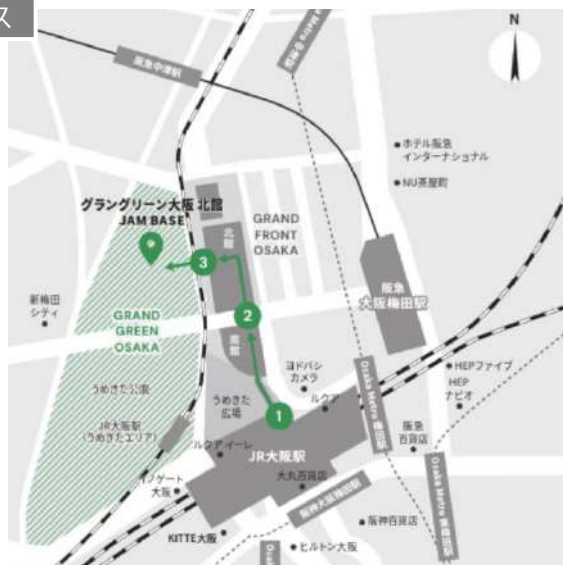 ス
N
阪急中津駅
ホテル阪急
インターナショナル
NU茶屋町
グラングリーン大阪 北館
JAM BASE
GRAND
FRONT
OSAKA
北館
3
阪急
大阪梅田駅
新梅田
シティ
GRAND
GREEN
OSAKA
2
南館
ヨドバシ
カメラ
Osaka Metro 梅田駅
HEPファイブ
HEP
ナビオ
うめきた公園
うめきた
広場
1
ルクア
JR大阪駅
(うめきたエリア)
ルクアイーレ
阪急
百貨店
JR大阪駅
イノゲート
大阪
大丸百貨店
阪神大阪梅田駅
Osaka Metro 東梅田駅
阪神百貨店
KITTE大阪
ヒルトン大阪
Osak